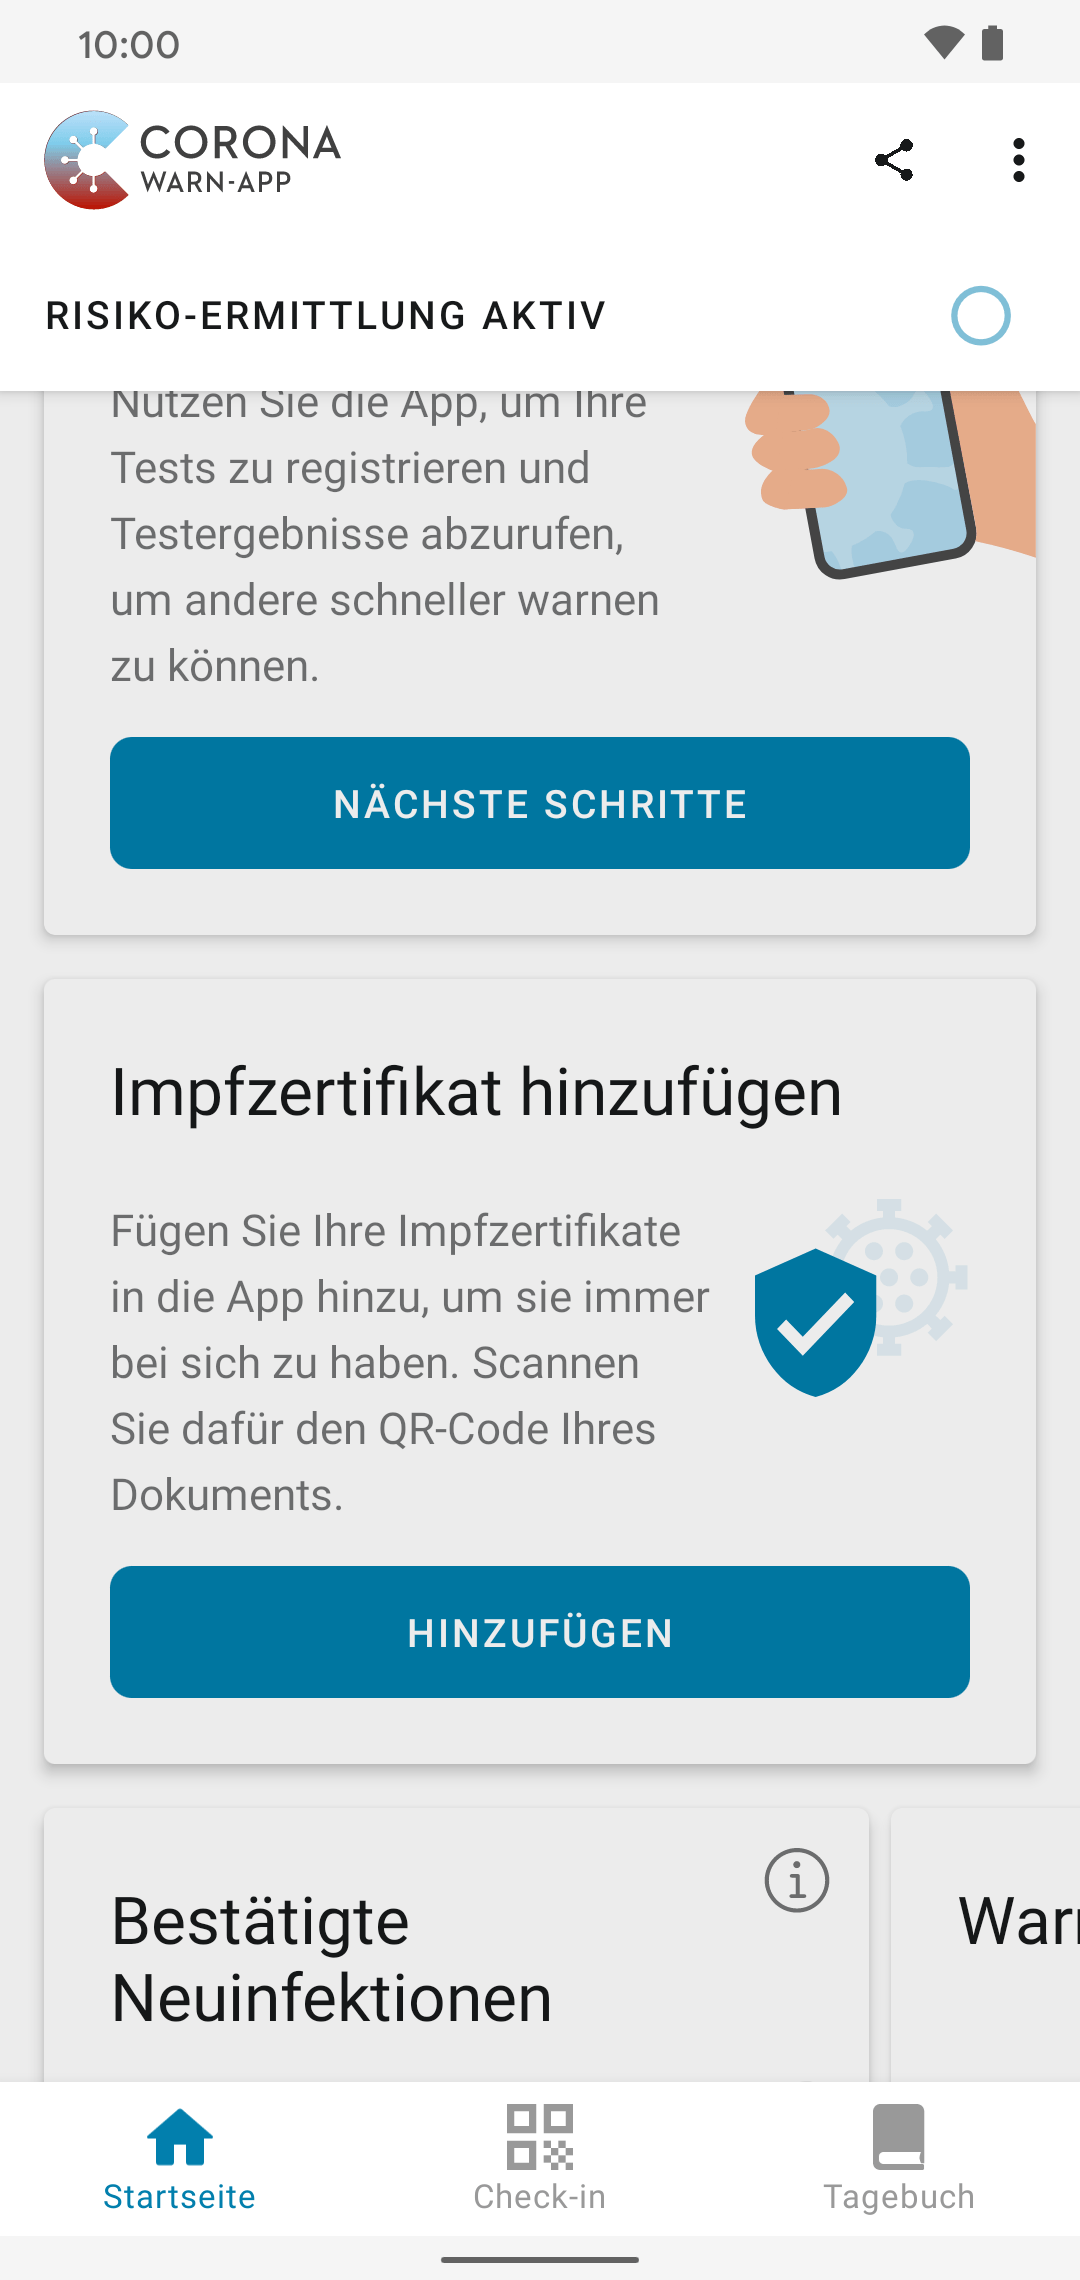 10:00
CORONA
WARN-APP
RISIKO-ERMITTLUNG AKTIV
Nutzen Sie die App, um Ihre
Tests zu registrieren und
Testergebnisse abzurufen,
um andere schneller warnen
zu können.
NÄCHSTE SCHRITTE
Impfzertifikat hinzufügen
Fügen Sie Ihre Impfzertifikate
in die App hinzu, um sie immer
bei sich zu haben. Scannen
Sie dafür den QR-Code Ihres
Dokuments.
HINZUFÜGEN
Bestätigte
Neuinfektionen
Startseite
Check-in
Tagebuch